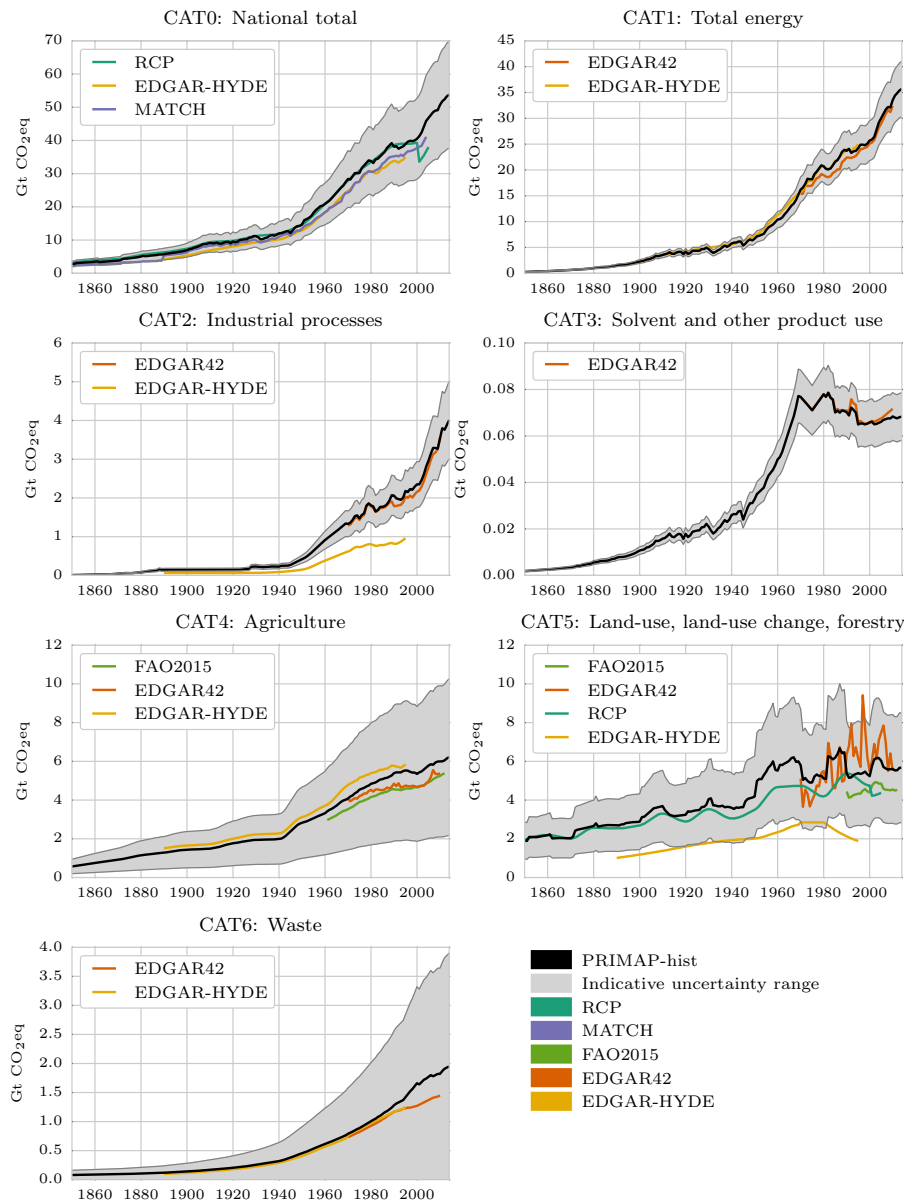 CAT0: National total
70
60
50
40
30
20
10
0
Gt CO₂eq
RCP
EDGAR-HYDE
MATCH
1860 1880 1900 1920 1940 1960 1980 2000
CAT1: Total energy
45
40
35
30
25
20
15
10
5
0
Gt CO₂eq
EDGAR42
EDGAR-HYDE
1860 1880 1900 1920 1940 1960 1980 2000
CAT2: Industrial processes
6
5
4
3
2
1
0
Gt CO₂eq
EDGAR42
EDGAR-HYDE
1860 1880 1900 1920 1940 1960 1980 2000
CAT3: Solvent and other product use
0.10
0.08
0.06
0.04
0.02
0.00
Gt CO₂eq
EDGAR42
1860 1880 1900 1920 1940 1960 1980 2000
CAT4: Agriculture
12
10
8
6
4
2
0
Gt CO₂eq
FAO2015
EDGAR42
EDGAR-HYDE
1860 1880 1900 1920 1940 1960 1980 2000
CAT5: Land-use, land-use change, forestry
12
10
8
6
4
2
0
Gt CO₂eq
FAO2015
EDGAR42
RCP
EDGAR-HYDE
1860 1880 1900 1920 1940 1960 1980 2000
CAT6: Waste
4.0
3.5
3.0
2.5
2.0
1.5
1.0
0.5
0.0
Gt CO₂eq
EDGAR42
EDGAR-HYDE
1860 1880 1900 1920 1940 1960 1980 2000
PRIMAP-hist
Indicative uncertainty range
RCP
MATCH
FAO2015
EDGAR42
EDGAR-HYDE